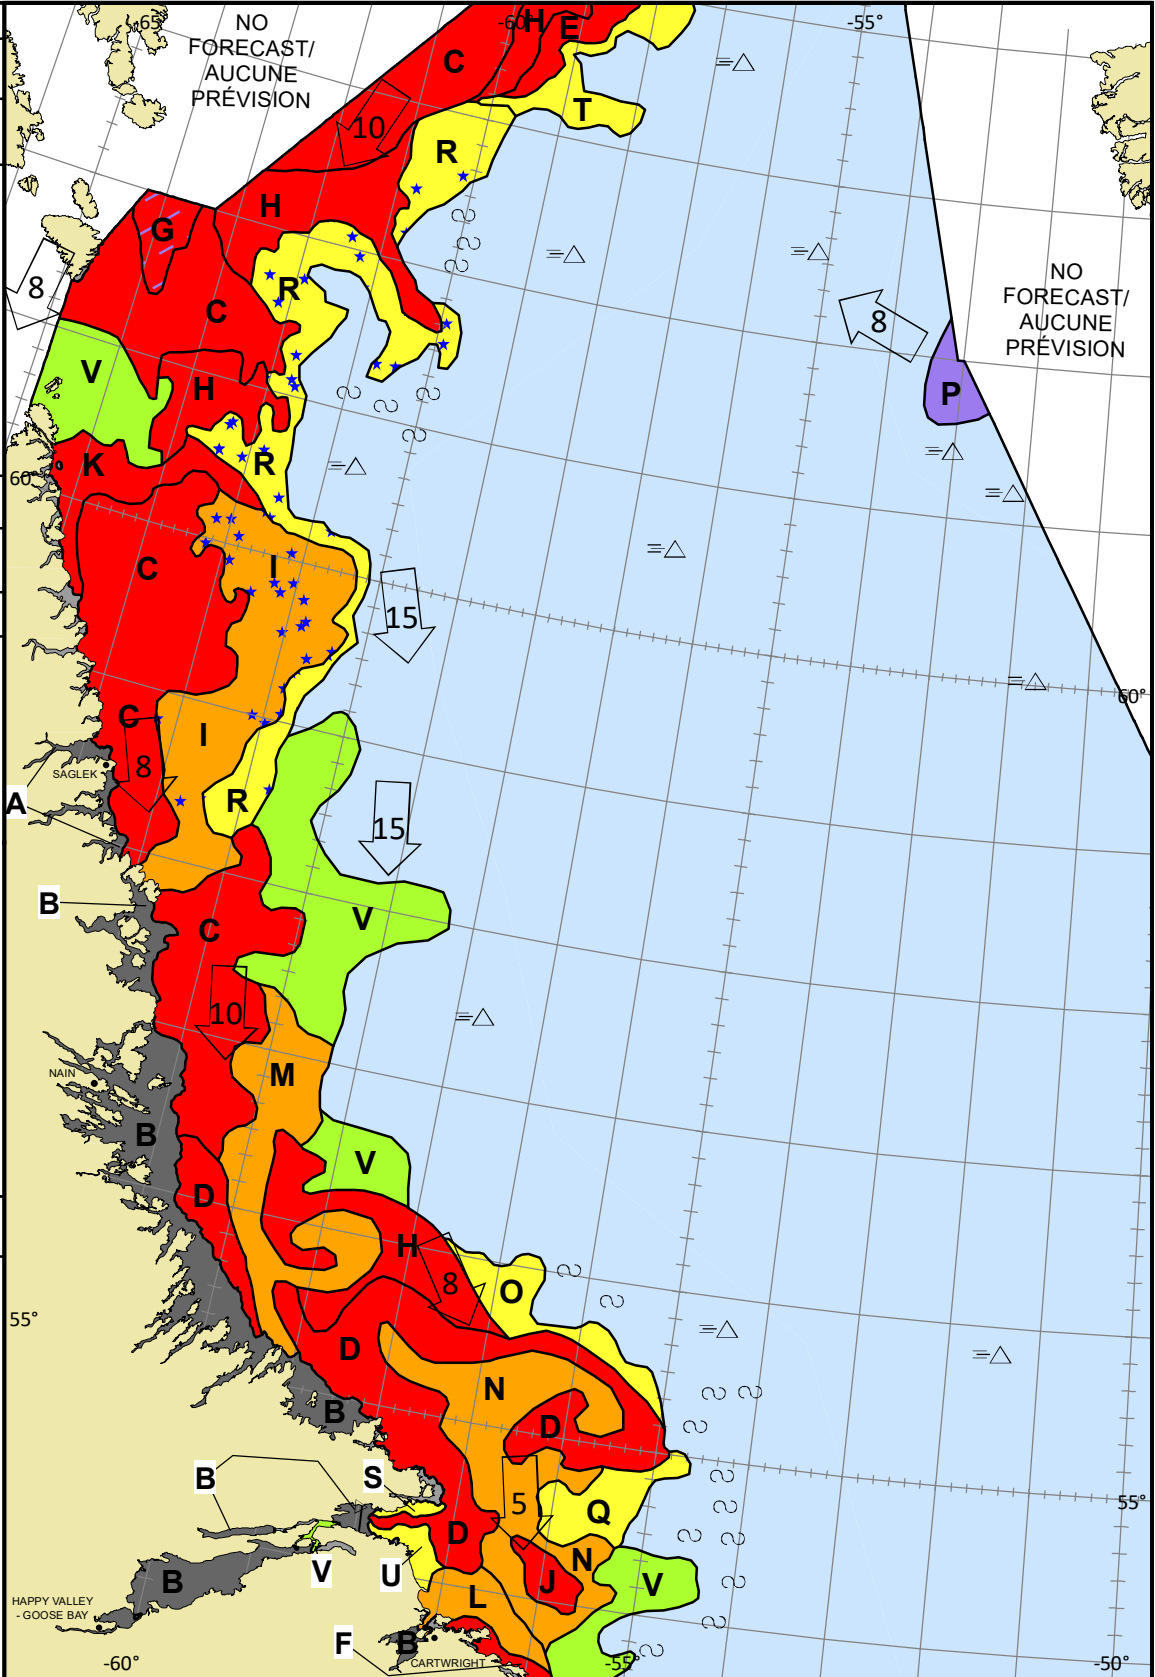 -65°
NO
FORECAST/
AUCUNE
PRÉVISION
-60°
H
E
-55°
C
T
10
R
H
G
8
R
C
NO
FORECAST/
AUCUNE
PRÉVISION
8
V
H
P
K
R
60°
C
I
15
60°
C
I
8
SAGLEK
R
A
15
B
C
V
10
NAIN
M
B
V
D
H
8
O
55°
D
N
B
D
B
S
5
Q
55°
D
N
V
U
B
J
V
L
HAPPY VALLEY
- GOOSE BAY
B
F
CARTWRIGHT
-60°
-55°
-50°